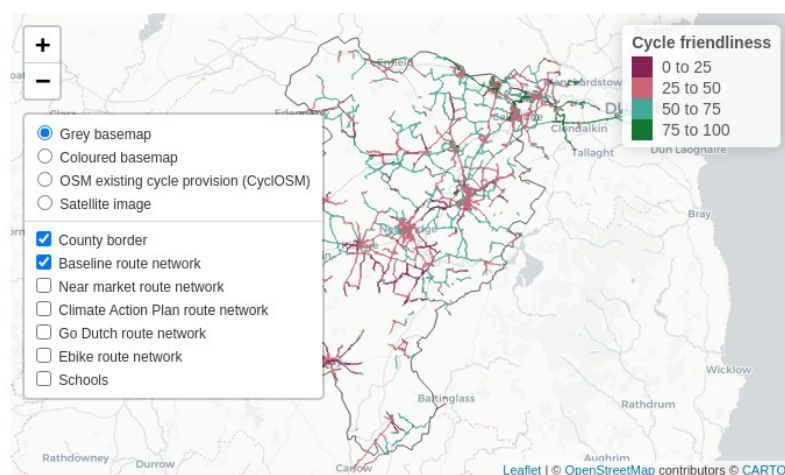 +
−
Grey basemap
Coloured basemap
OSM existing cycle provision (CyclOSM)
Satellite image
County border
Baseline route network
Near market route network
Climate Action Plan route network
Go Dutch route network
Ebike route network
Schools
Cycle friendliness
0 to 25
25 to 50
50 to 75
75 to 100
Enfield
Clondalkin
Tallaght
Dun Laoghaire
Bray
Wicklow
Baltinglass
Rathdrum
Rathdowney
Durrow
Carlow
Aughrim
Leaflet | © OpenStreetMap contributors © CARTO